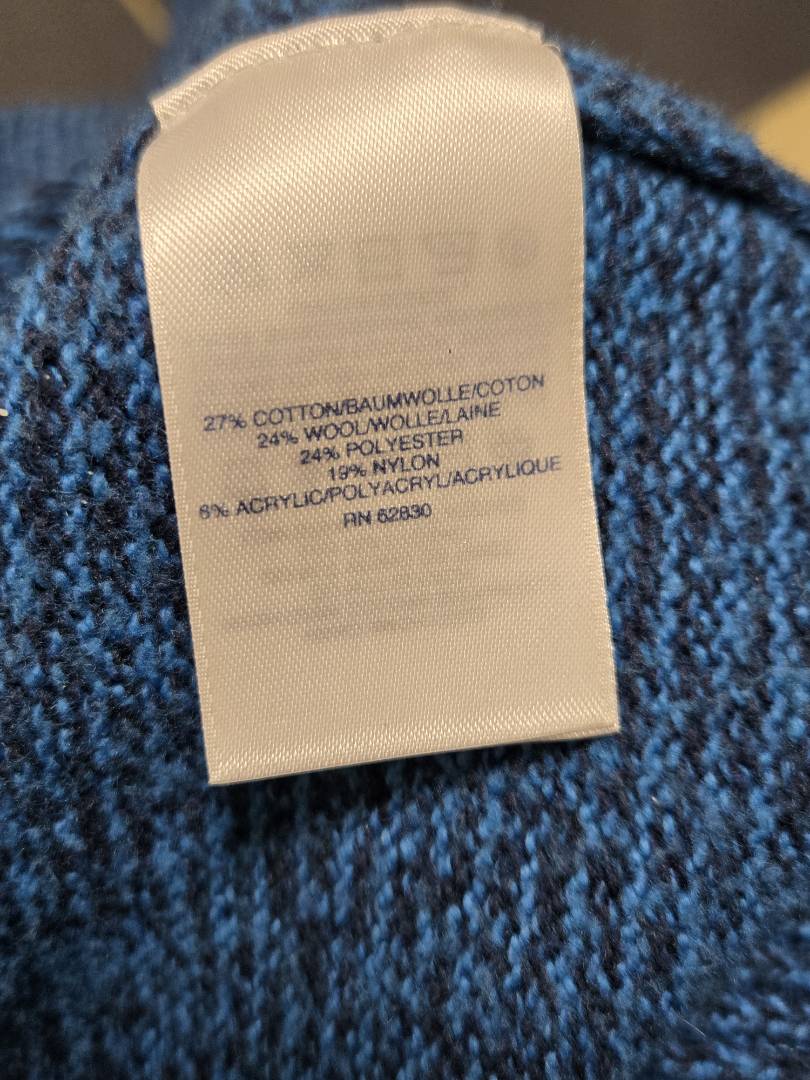 27% COTTON/BAUMWOLLE/COTON
24% WOOL/WOLLE/LAINE
24% POLYESTER
19% NYLON
6% ACRYLIC/POLYACRYL/ACRYLIQUE
RN 62830